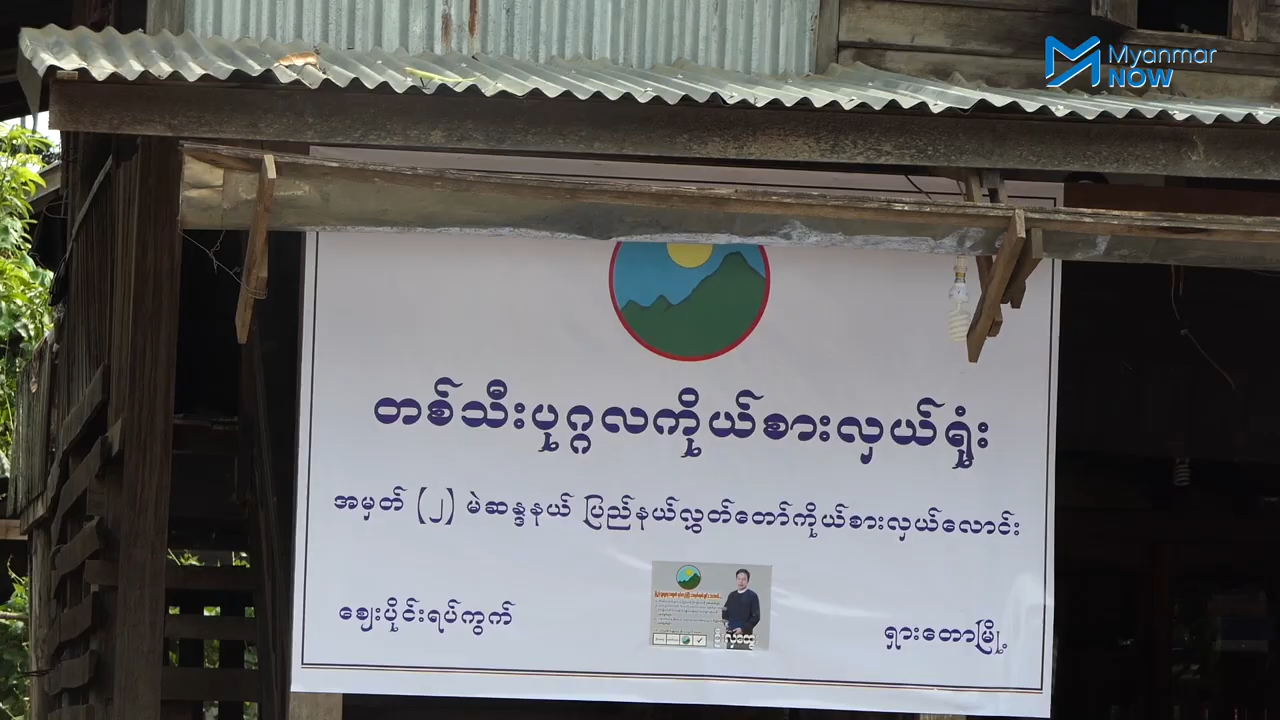 Myanmar
NOW
တစ်သီးပုဂ္ဂလကိုယ်စားလှယ်ရုံး
အမှတ် (၂) မဲဆန္ဒနယ် ပြည်နယ်လွှတ်တော်ကိုယ်စားလှယ်လောင်း
ဈေးပိုင်းရပ်ကွက်
ရှားတောမြို့